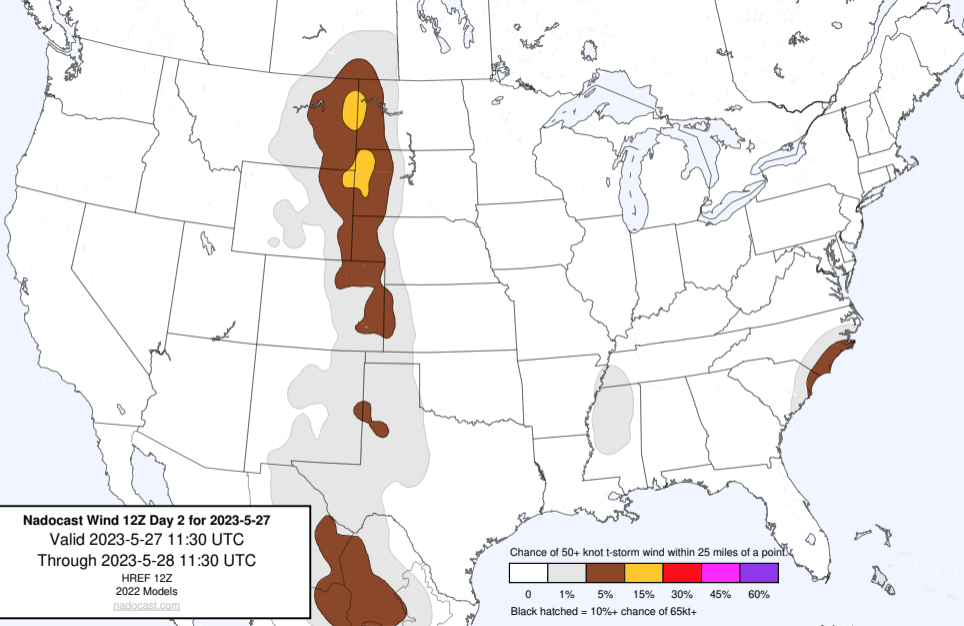 Nadocast Wind 12Z Day 2 for 2023-5-27
Valid 2023-5-27 11:30 UTC
Through 2023-5-28 11:30 UTC
HREF 12Z
2022 Models
nadocast.com
Chance of 50+ knot t-storm wind within 25 miles of a point.
0 1% 5% 15% 30% 45% 60%
Black hatched = 10%+ chance of 65kt+